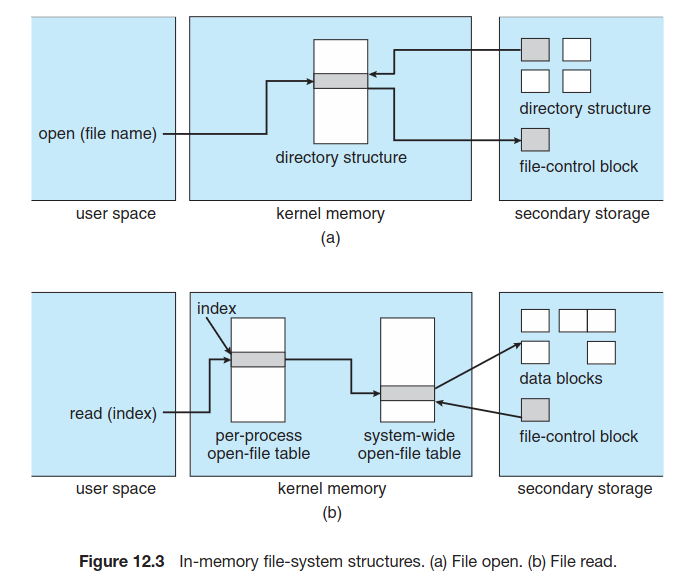 open (file name)
directory structure
directory structure
file-control block
user space
kernel memory
secondary storage
(a)
index
read (index)
per-process
open-file table
system-wide
open-file table
data blocks
file-control block
user space
kernel memory
secondary storage
(b)
Figure 12.3 In-memory file-system structures. (a) File open. (b) File read.